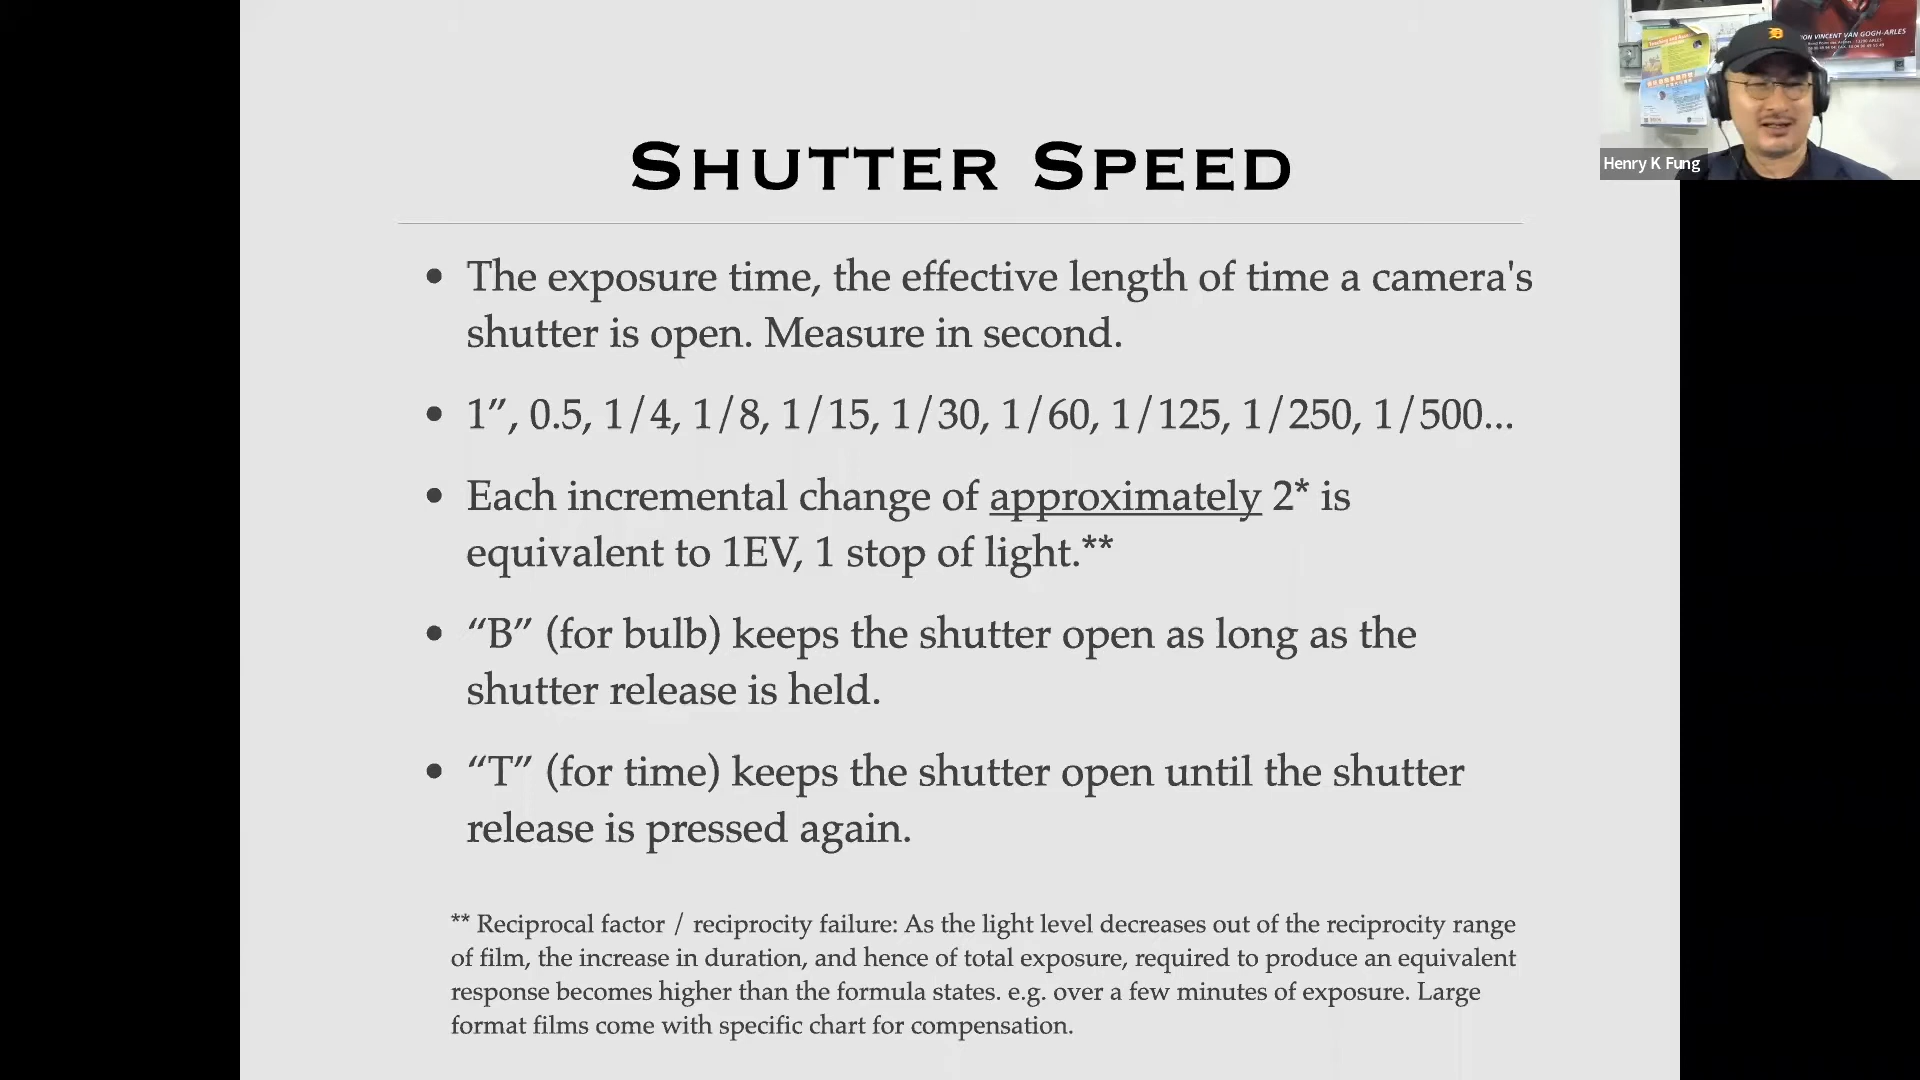 ON VINCENT VAN GOGH-ARLES
Henry K Fung
SHUTTER SPEED
• The exposure time, the effective length of time a camera's
shutter is open. Measure in second.
• 1”, 0.5, 1/4, 1/8, 1/15, 1/30, 1/60, 1/125, 1/250, 1/500...
• Each incremental change of approximately 2* is
equivalent to 1EV, 1 stop of light.**
• “B” (for bulb) keeps the shutter open as long as the
shutter release is held.
• “T” (for time) keeps the shutter open until the shutter
release is pressed again.
** Reciprocal factor / reciprocity failure: As the light level decreases out of the reciprocity range
of film, the increase in duration, and hence of total exposure, required to produce an equivalent
response becomes higher than the formula states. e.g. over a few minutes of exposure. Large
format films come with specific chart for compensation.